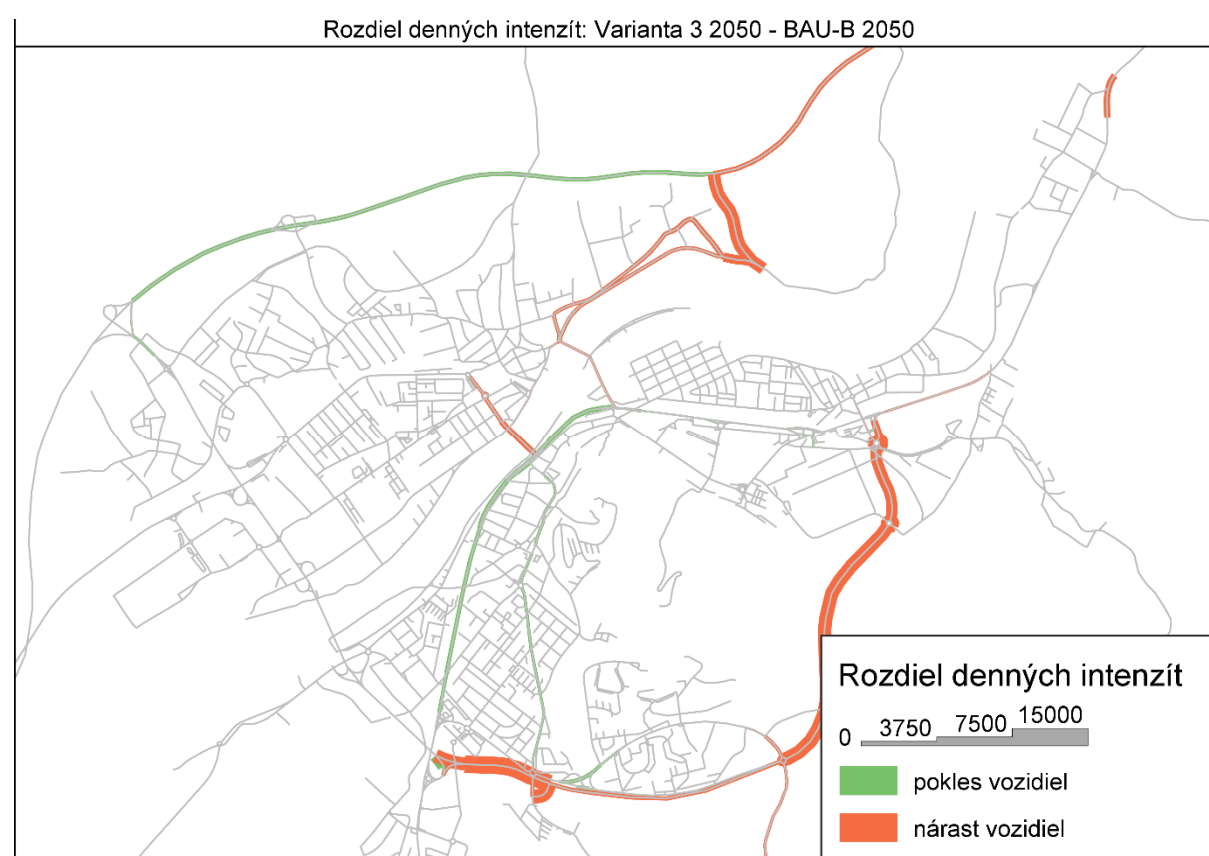 Rozdiel denných intenzít: Varianta 3 2050 - BAU-B 2050
Rozdiel denných intenzít
0 3750 7500 15000
pokles vozidiel
nárast vozidiel